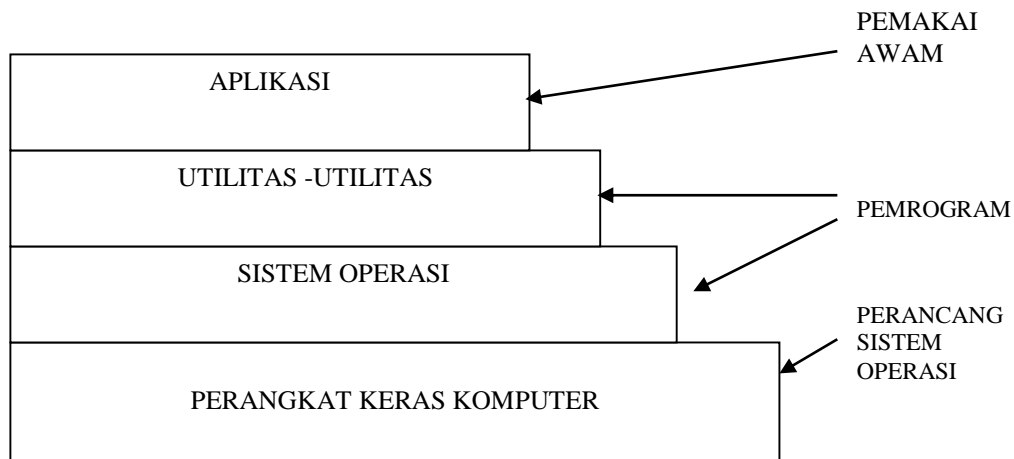 PEMAKAI
AWAM
APLIKASI
UTILITAS -UTILITAS
PEMROGRAM
SISTEM OPERASI
PERANCANG
SISTEM
OPERASI
PERANGKAT KERAS KOMPUTER